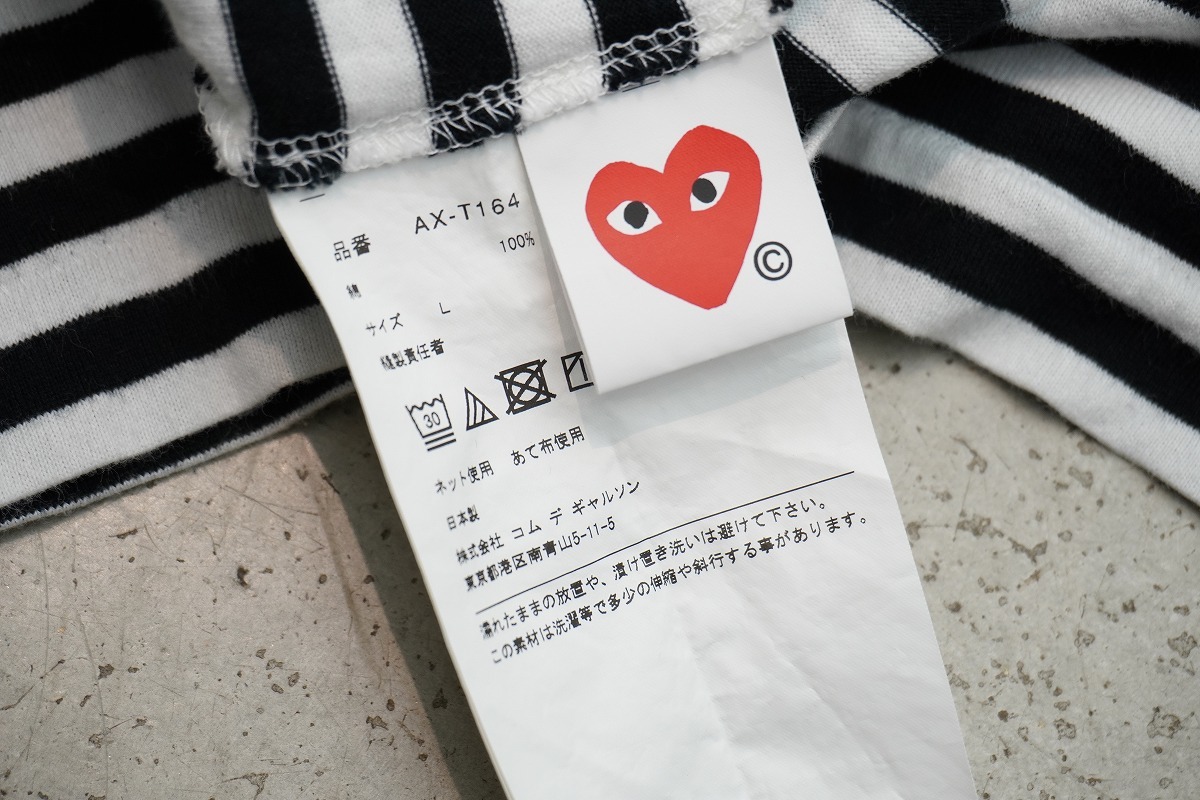 品番 AX-T164
綿 100%
サイズ L
縫製責任者
30
ネット使用 あて布使用
日本製
株式会社 コム デ ギャルソン
東京都港区南青山5-11-5
濡れたままの放置や、漬け置き洗いは避けて下さい。
この素材は洗濯等で多少の伸縮や斜行する事があります。
©